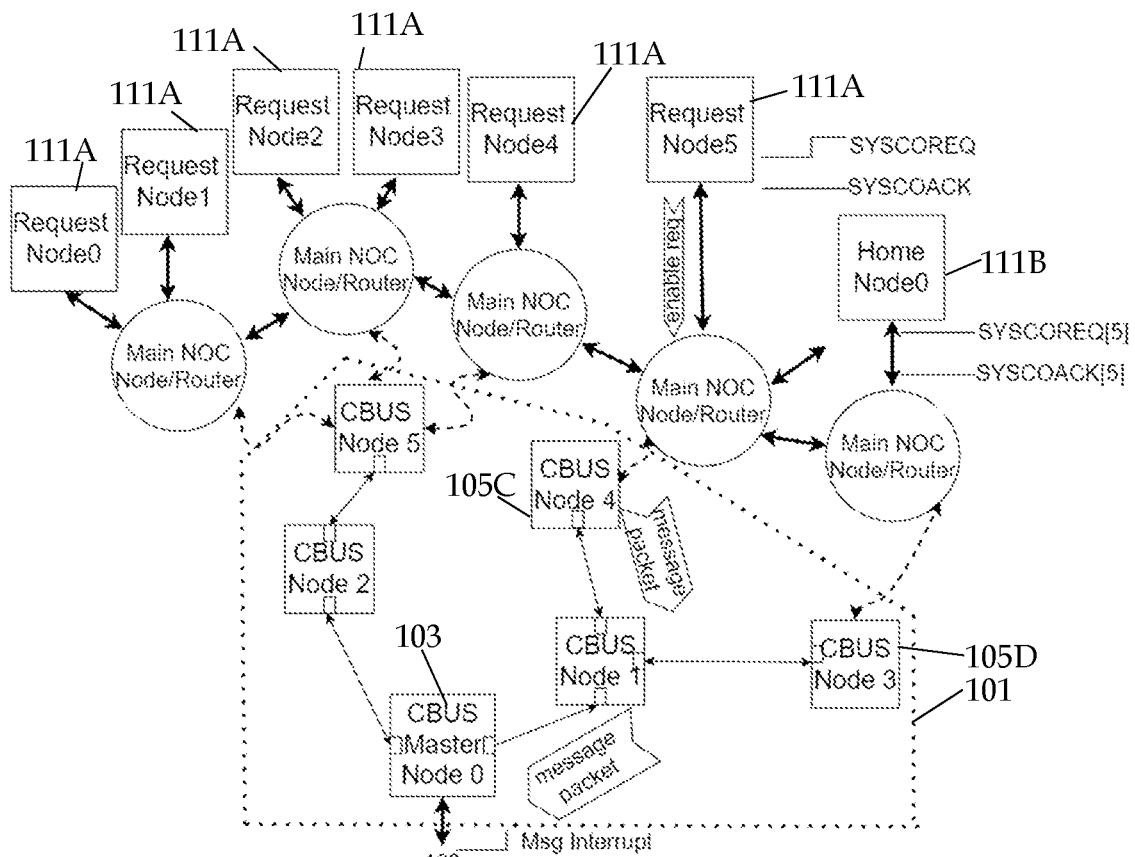 111A
111A
111A
111A
111A
111A
Request
Node0
Request
Node1
Request
Node2
Request
Node3
Request
Node4
Request
Node5
SYSCOREQ
SYSCOACK
enable req
Home
Node0
111B
SYSCOREQ[5]
SYSCOACK[5]
Main NOC
Node/Router
Main NOC
Node/Router
Main NOC
Node/Router
Main NOC
Node/Router
Main NOC
Node/Router
CBUS
Node 5
105C
CBUS
Node 4
message
packet
CBUS
Node 2
103
CBUS
Node 1
CBUS
Node 3
105D
101
CBUS
Master
Node 0
message
packet
Msg Interrupt